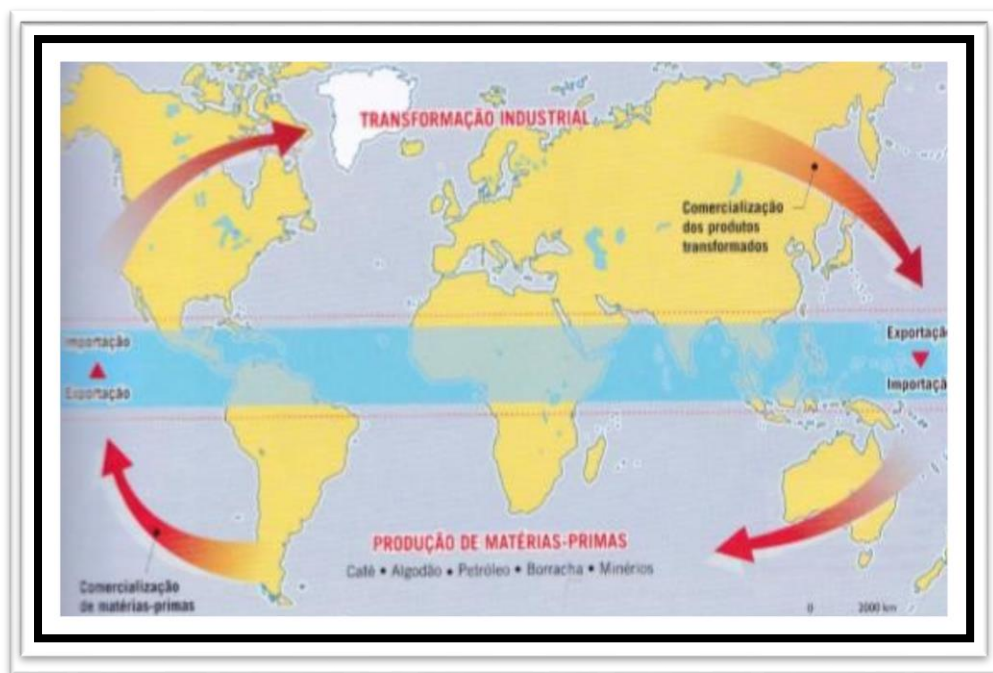 TRANSFORMAÇÃO INDUSTRIAL
Comercialização
dos produtos
transformados
Importação
Exportação
Exportaçã
Importaçã
PRODUÇÃO DE MATÉRIAS-PRIMAS
Café • Algodão • Petróleo • Borracha • Minérios
Comercialização
de matérias-primas
0 2000 km